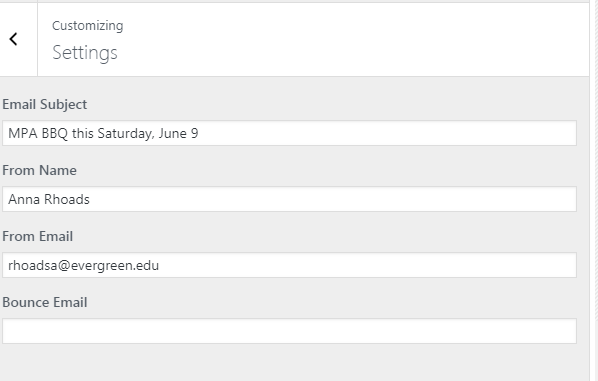 Customizing
Settings
Email Subject
MPA BBQ this Saturday, June 9
From Name
Anna Rhoads
From Email
rhoadsa@evergreen.edu
Bounce Email